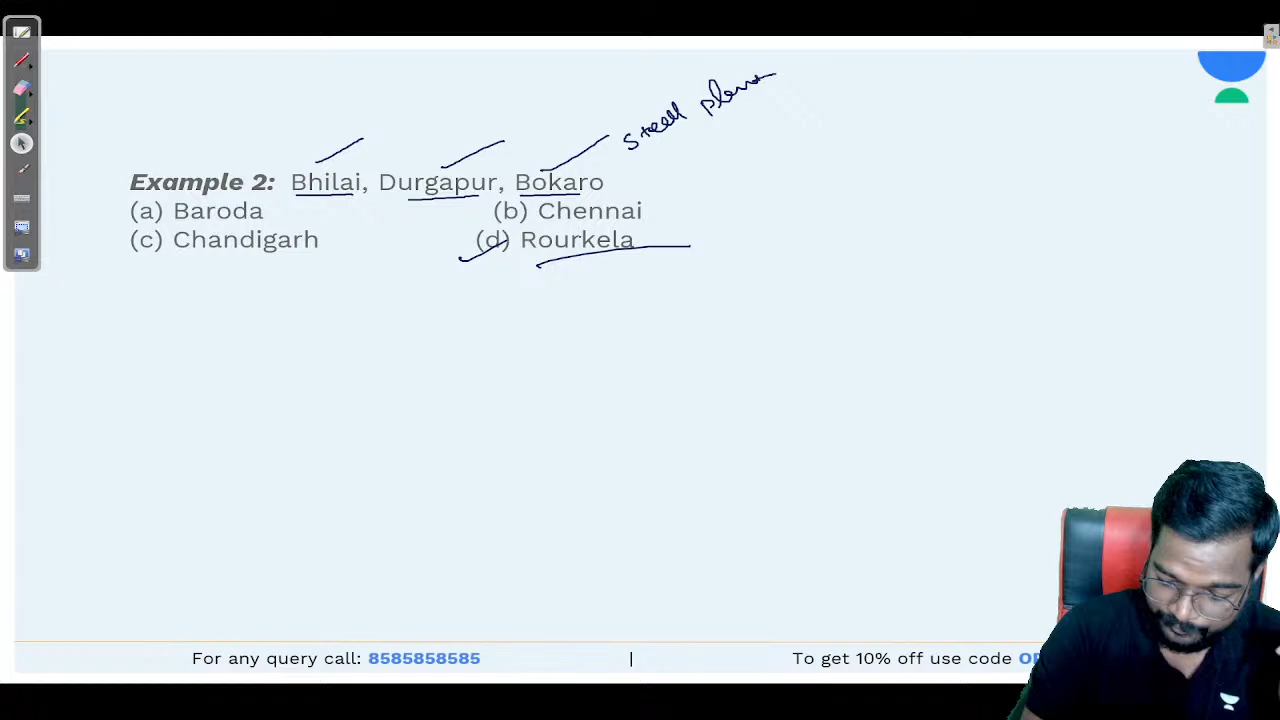 steell plant
Example 2: Bhilai, Durgapur, Bokaro
(a) Baroda (b) Chennai
(c) Chandigarh (d) Rourkela
For any query call: 8585858585 | To get 10% off use code